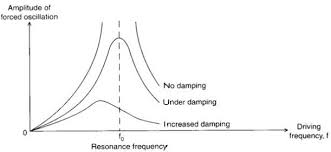 Amplitude of
forced oscillation
No damping
Under damping
Increased damping
Driving
frequency, f
0
f₀
Resonance frequency